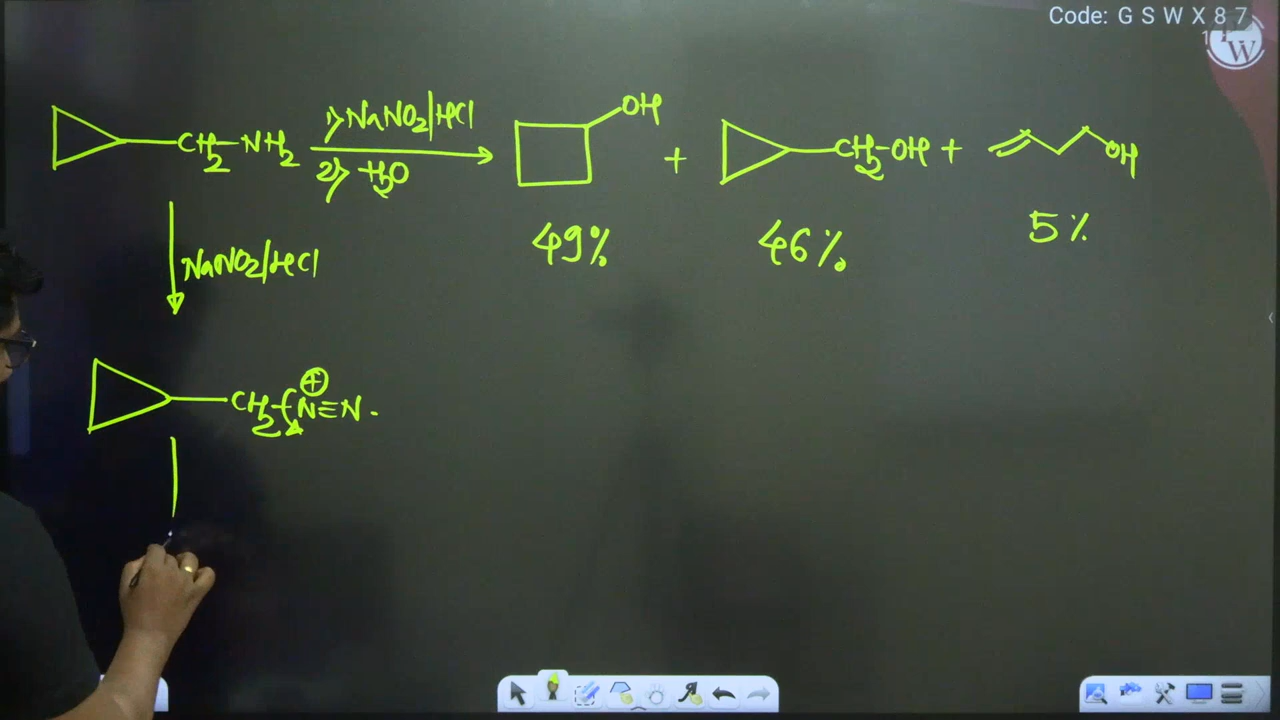 Code: G S W X 8 7
W
CH2-NH2 1) NaNO2/HCl OH + CH2-OH + OH
2) H2O
49% 46% 5%
NaNO2/HCl
CH2-N≡N.
⊕